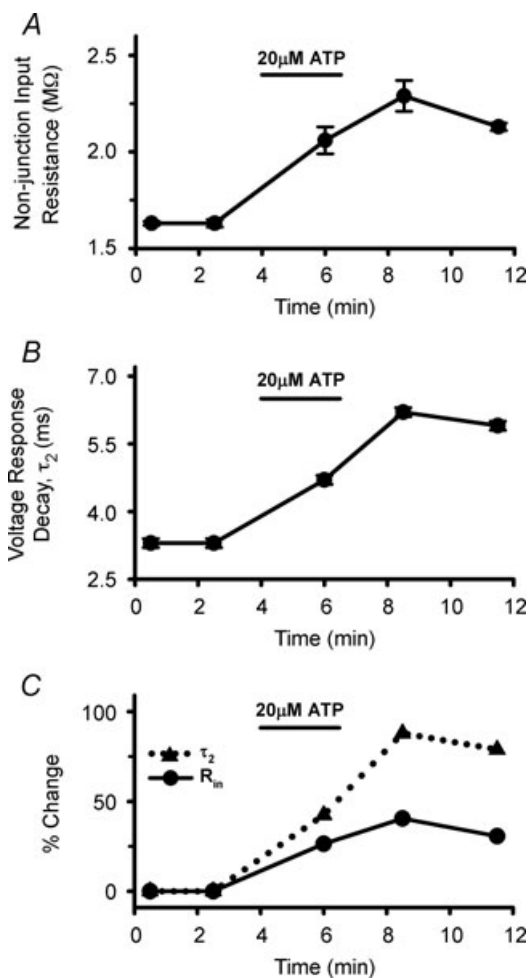 A
20μM ATP
Non-junction Input
Resistance (MΩ)
2.5
2.0
1.5
0 2 4 6 8 10 12
Time (min)
B
20μM ATP
Voltage Response
Decay, τ2 (ms)
7.0
5.5
4.0
2.5
0 2 4 6 8 10 12
Time (min)
C
20μM ATP
τ2
Rin
% Change
100
50
0
0 2 4 6 8 10 12
Time (min)